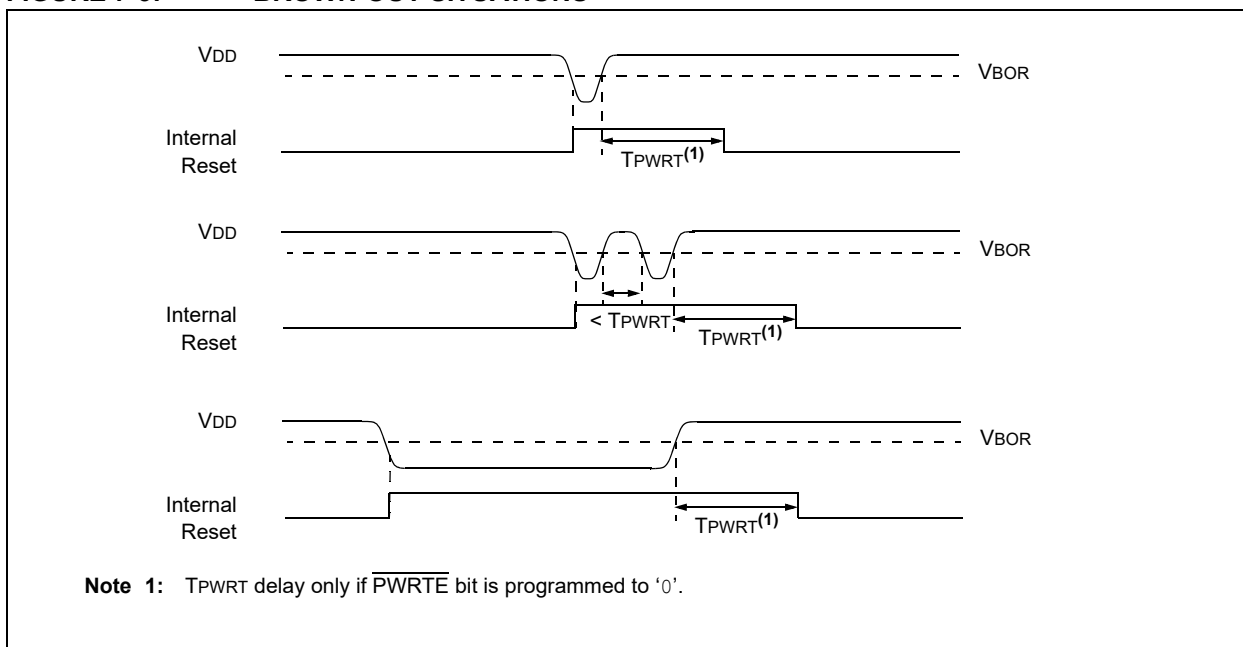 VDD
VBOR
Internal
Reset
TPWRT(1)
VDD
VBOR
Internal
Reset
< TPWRT
TPWRT(1)
VDD
VBOR
Internal
Reset
TPWRT(1)
Note 1: TPWRT delay only if PWRTE bit is programmed to ‘0’.